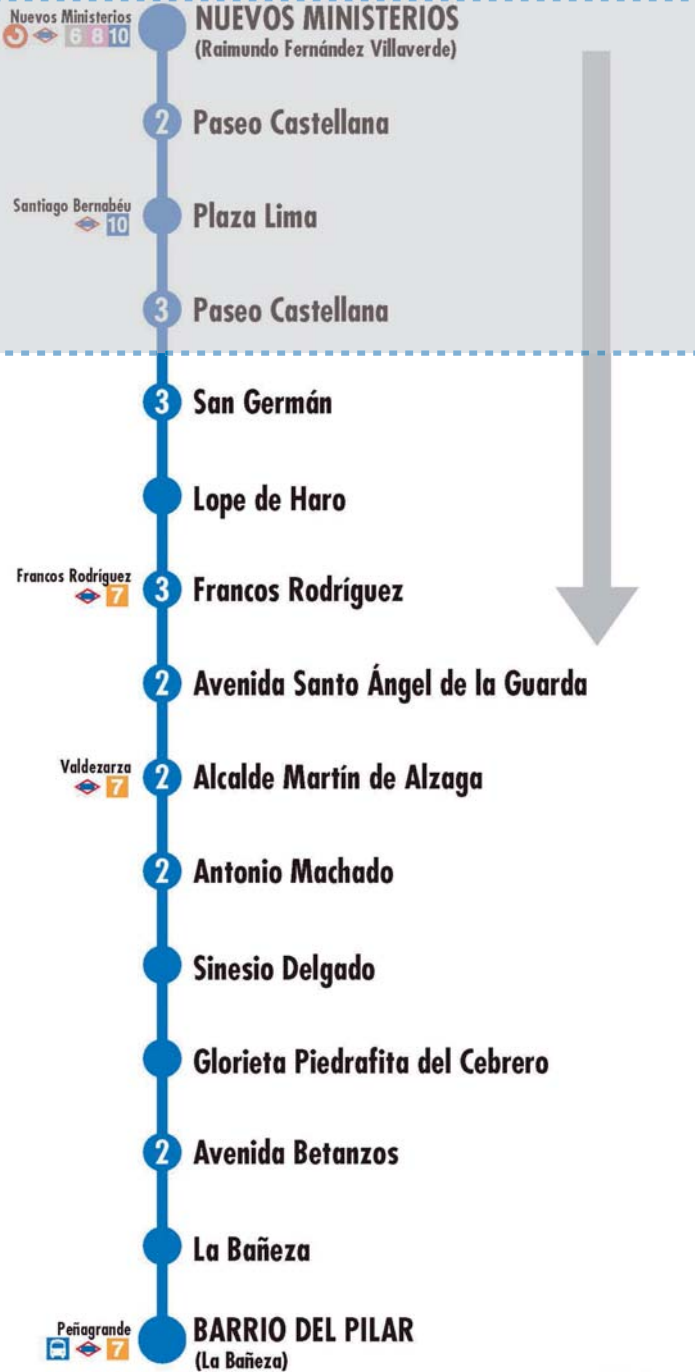 Nuevos Ministerios
6 8 10
NUEVOS MINISTERIOS
(Raimundo Fernández Villaverde)
2 Paseo Castellana
Santiago Bernabéu
10
Plaza Lima
3 Paseo Castellana
3 San Germán
Lope de Haro
Francos Rodríguez
7
3 Francos Rodríguez
2 Avenida Santo Ángel de la Guarda
Valdezarza
7
2 Alcalde Martín de Alzaga
2 Antonio Machado
Sinesio Delgado
Glorieta Piedrafita del Cebrero
2 Avenida Betanzos
La Bañeza
Peñagrande
7
BARRIO DEL PILAR
(La Bañeza)